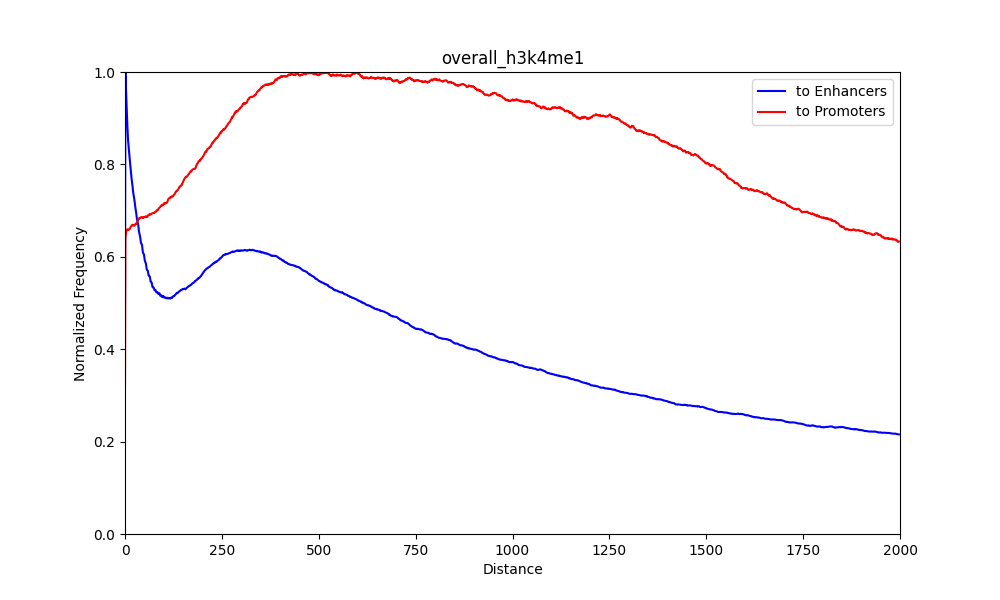 overall_h3k4me1
to Enhancers
to Promoters
Normalized Frequency
1.0
0.8
0.6
0.4
0.2
0.0
0 250 500 750 1000 1250 1500 1750 2000
Distance